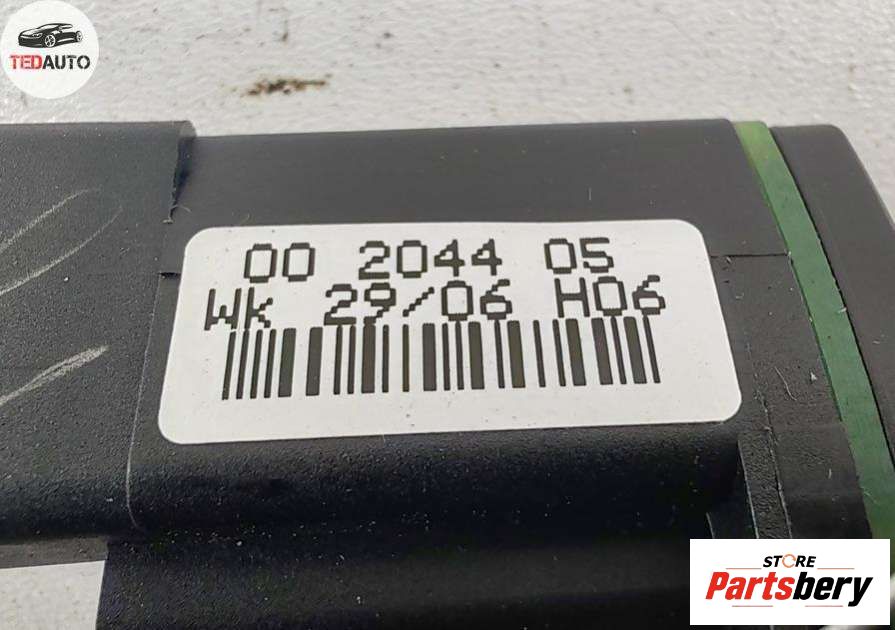 TEDAUTO
00 2044 05
Wk 29/06 H06
STORE
Partsbery